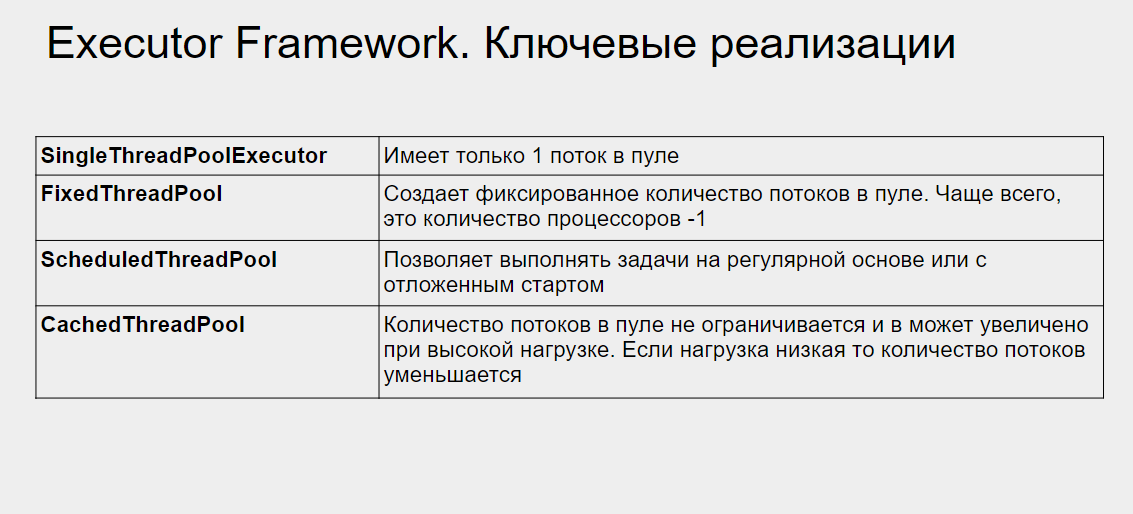 Executor Framework. Ключевые реализации
SingleThreadPoolExecutor
Имеет только 1 поток в пуле
FixedThreadPool
Создает фиксированное количество потоков в пуле. Чаще всего,
это количество процессоров -1
ScheduledThreadPool
Позволяет выполнять задачи на регулярной основе или с
отложенным стартом
CachedThreadPool
Количество потоков в пуле не ограничивается и в может увеличено
при высокой нагрузке. Если нагрузка низкая то количество потоков
уменьшается